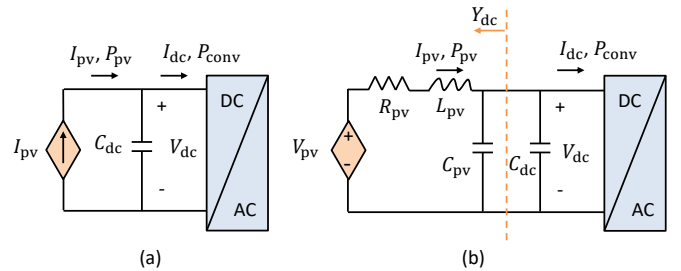 I_pv, P_pv I_dc, P_conv
I_pv
C_dc
+
V_dc
-
DC
AC
(a)
Y_dc
I_pv, P_pv I_dc, P_conv
R_pv L_pv
V_pv
+
-
C_pv C_dc
+
V_dc
-
DC
AC
(b)